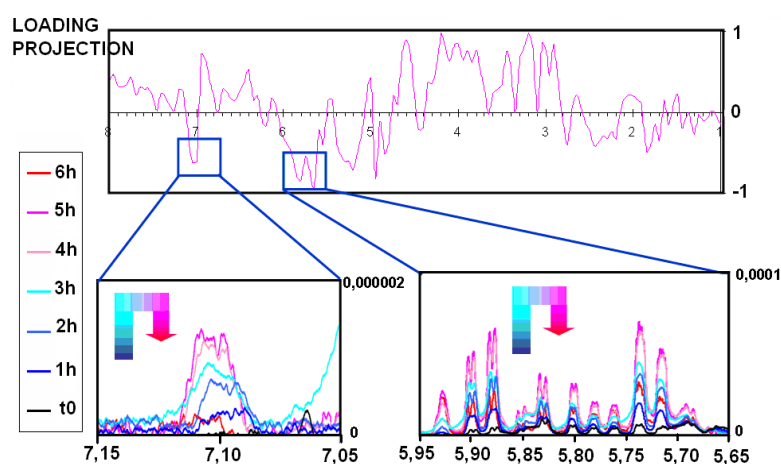 LOADING
PROJECTION
1
0
-1
8 7 6 5 4 3 2 1
6h
5h
4h
3h
2h
1h
t0
0,000002
0
7,15 7,10 7,05
0,0001
0
5,95 5,90 5,85 5,80 5,75 5,70 5,65